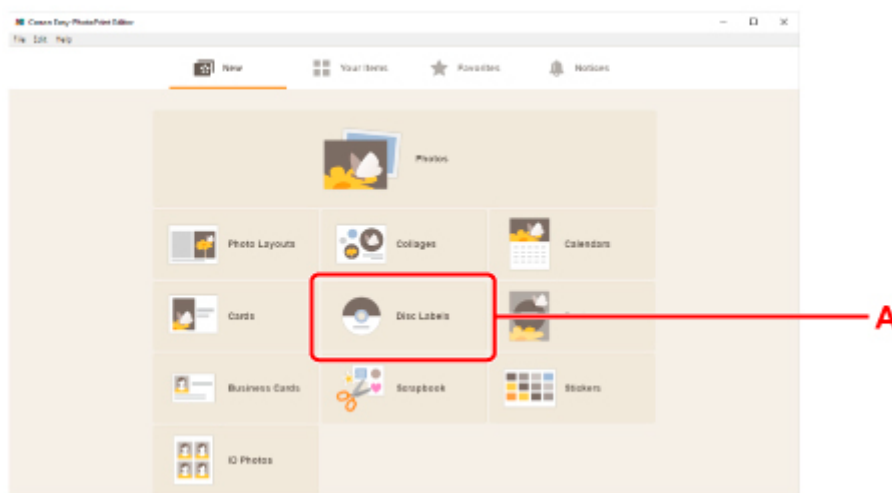 Canon Easy-PhotoPrint Editor
File Edit Help
New Your Items Favorites Notices
Photos
Photo Layouts Collages Calendars
Cards Disc Labels
A
Business Cards Scrapbook Stickers
ID Photos